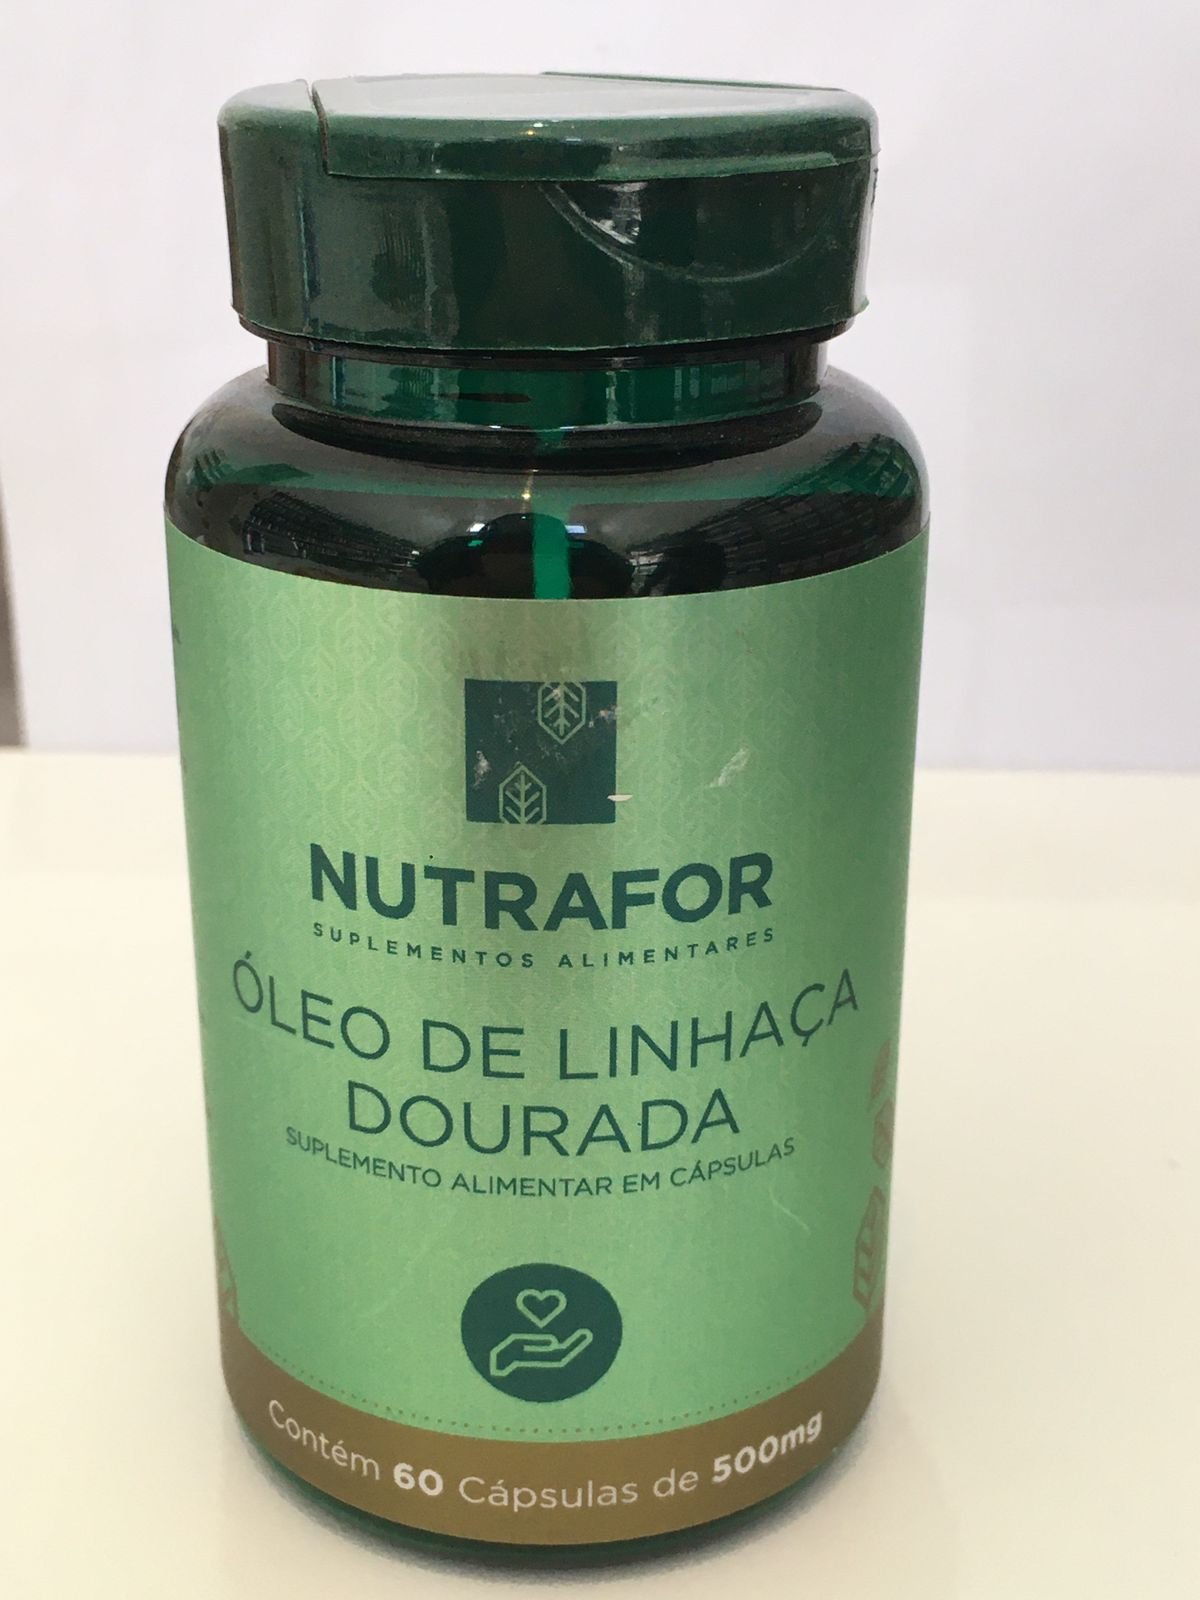 NUTRAFOR
SUPLEMENTOS ALIMENTARES
ÓLEO DE LINHAÇA
DOURADA
SUPLEMENTO ALIMENTAR EM CÁPSULAS
Contém 60 Cápsulas de 500mg